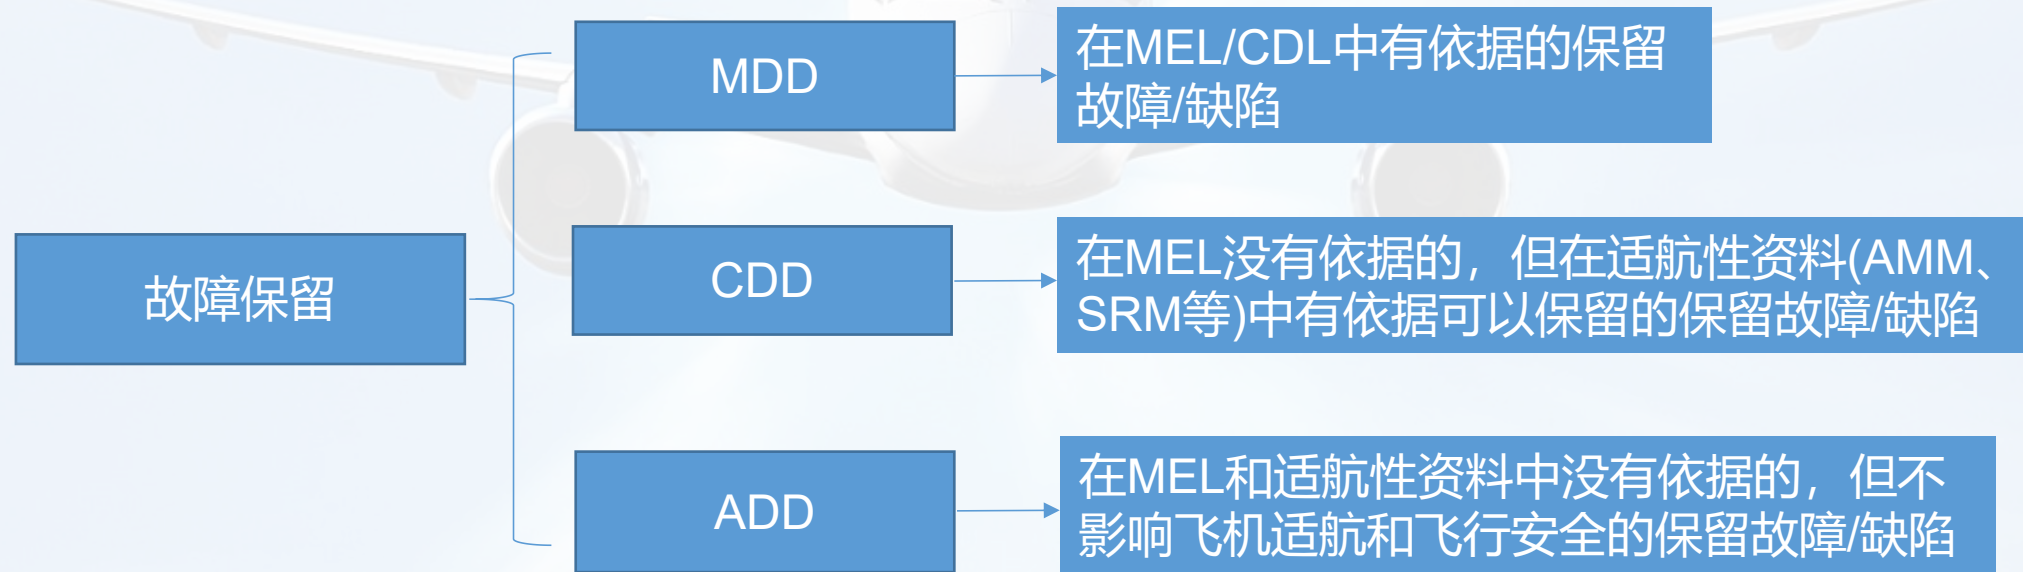 MDD
在MEL/CDL中有依据的保留
故障/缺陷
故障保留
CDD
在MEL没有依据的，但在适航性资料(AMM、
SRM等)中有依据可以保留的保留故障/缺陷
ADD
在MEL和适航性资料中没有依据的，但不
影响飞机适航和飞行安全的保留故障/缺陷